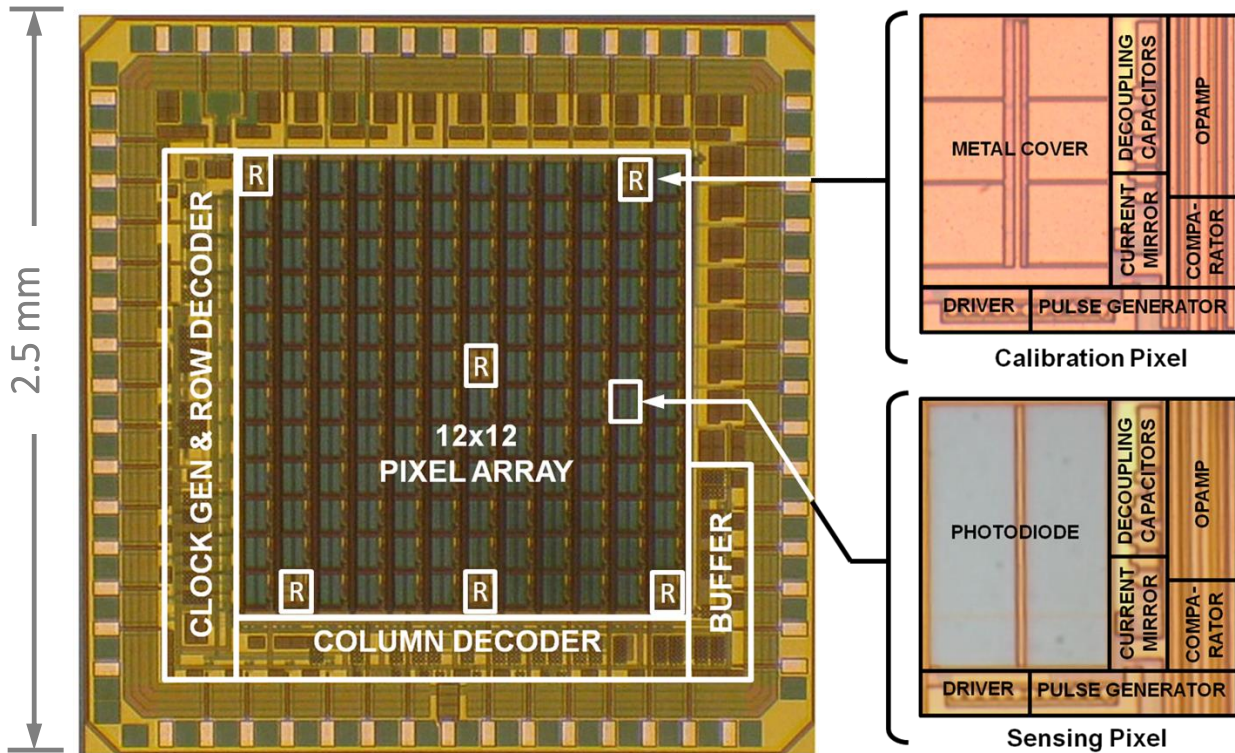 2.5 mm
CLOCK GEN & ROW DECODER
R
R
R
12x12
PIXEL ARRAY
R
R
R
COLUMN DECODER
BUFFER
METAL COVER
DECOUPLING
CAPACITORS
OPAMP
CURRENT
MIRROR
COMPA-
RATOR
DRIVER
PULSE GENERATOR
Calibration Pixel
PHOTODIODE
DECOUPLING
CAPACITORS
OPAMP
CURRENT
MIRROR
COMPA-
RATOR
DRIVER
PULSE GENERATOR
Sensing Pixel